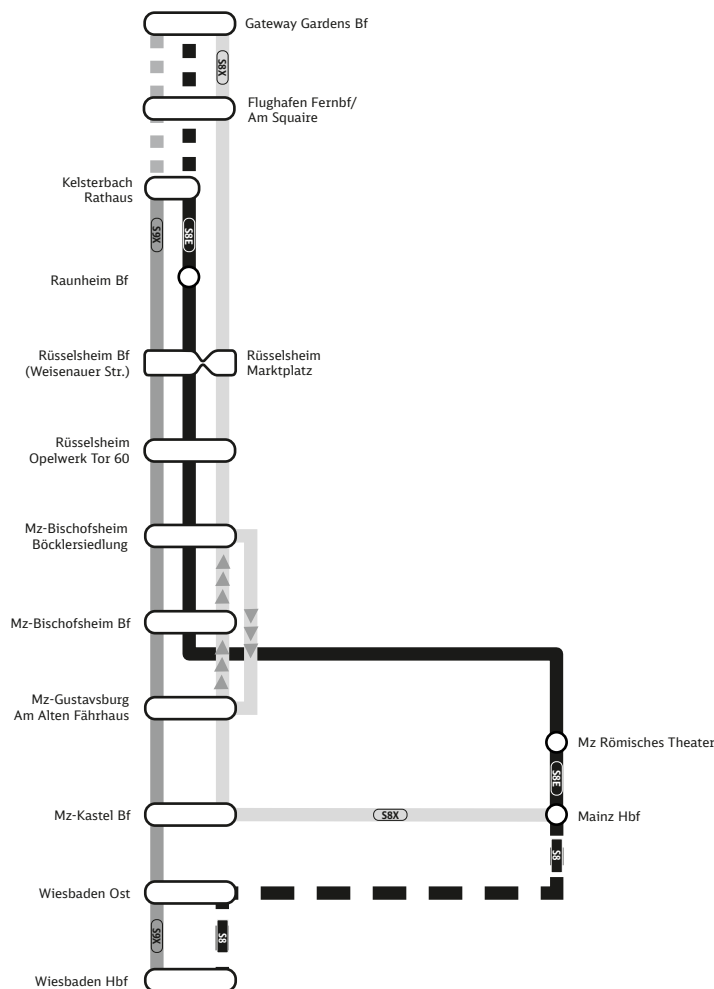 Gateway Gardens Bf
S8X
Flughafen Fernbf/
Am Squaire
Kelsterbach
Rathaus
S9X
S8E
Raunheim Bf
Rüsselsheim Bf
(Weisenauer Str.)
Rüsselsheim
Marktplatz
Rüsselsheim
Opelwerk Tor 60
Mz-Bischofsheim
Böcklersiedlung
Mz-Bischofsheim Bf
Mz-Gustavsburg
Am Alten Fährhaus
Mz Römisches Theater
S8E
Mz-Kastel Bf
S8X
Mainz Hbf
S8
Wiesbaden Ost
S9X
S8
Wiesbaden Hbf